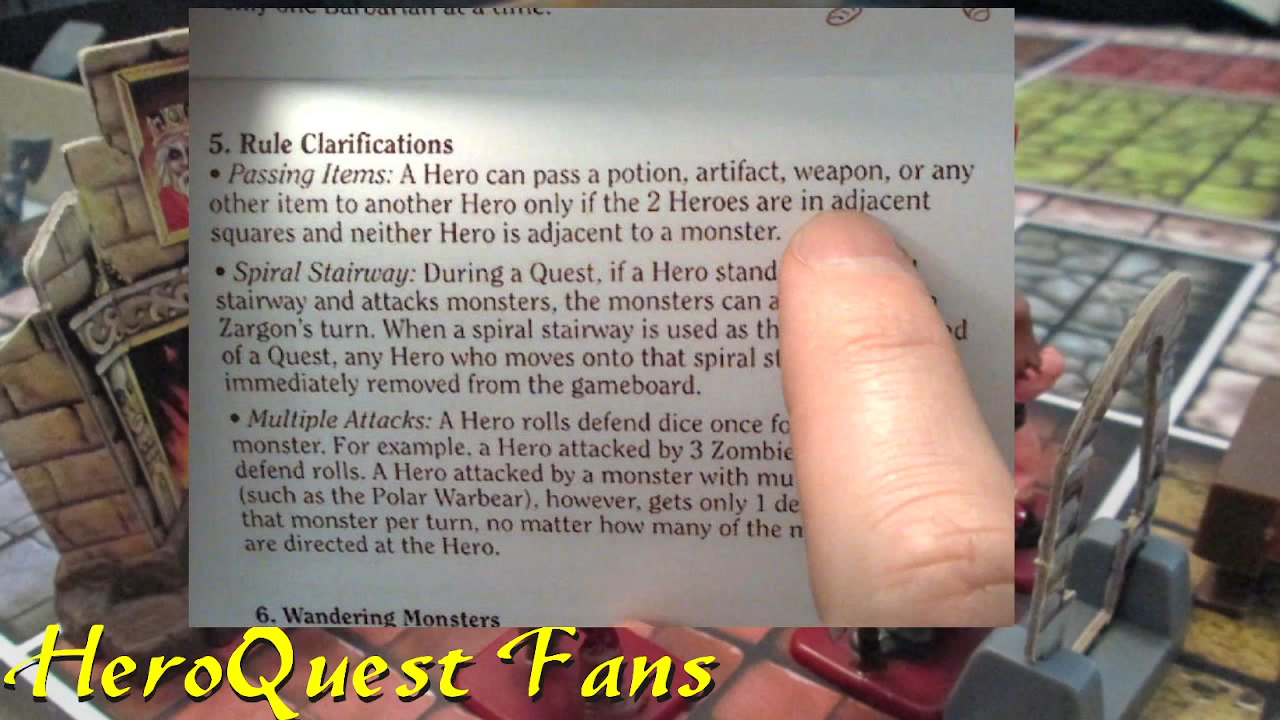 only one Barbarian at a time.
5. Rule Clarifications
• Passing Items: A Hero can pass a potion, artifact, weapon, or any
other item to another Hero only if the 2 Heroes are in adjacent
squares and neither Hero is adjacent to a monster.
• Spiral Stairway: During a Quest, if a Hero stand
stairway and attacks monsters, the monsters can a
Zargon's turn. When a spiral stairway is used as th
of a Quest, any Hero who moves onto that spiral st
immediately removed from the gameboard.
• Multiple Attacks: A Hero rolls defend dice once fo
monster. For example, a Hero attacked by 3 Zombie
defend rolls. A Hero attacked by a monster with mu
(such as the Polar Warbear), however, gets only 1 de
that monster per turn, no matter how many of the m
are directed at the Hero.
6. Wandering Monsters
HeroQuest Fans